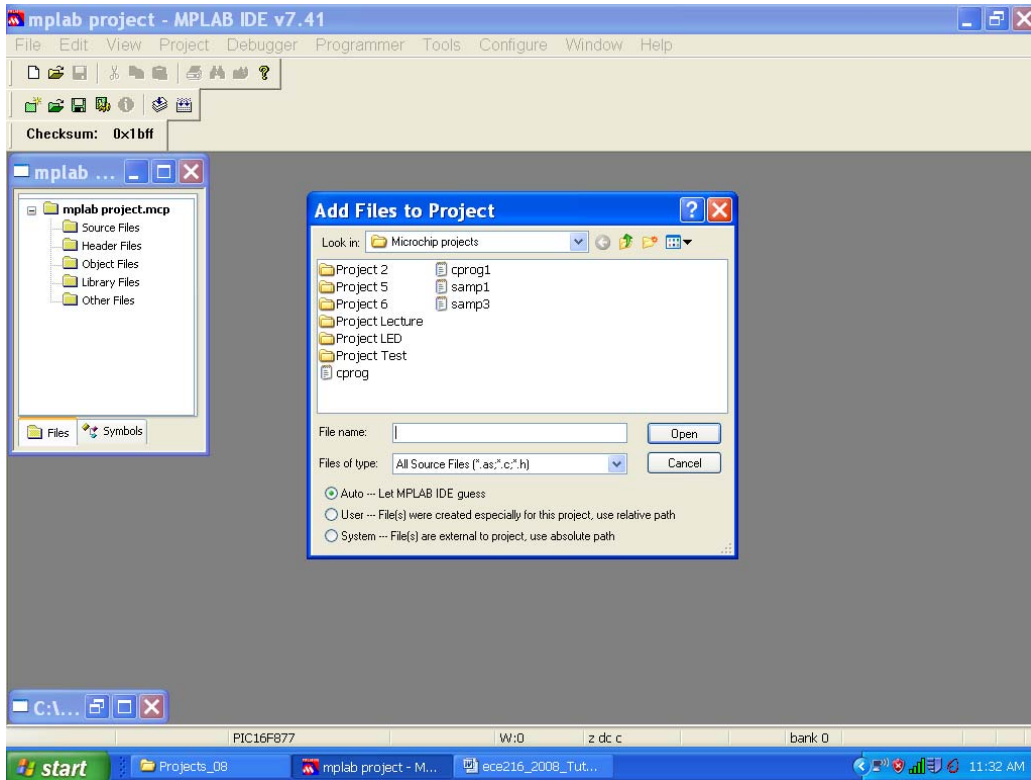 mplab project - MPLAB IDE v7.41
File Edit View Project Debugger Programmer Tools Configure Window Help
Checksum: 0x1bff
mplab ...
mplab project.mcp
Source Files
Header Files
Object Files
Library Files
Other Files
Files Symbols
Add Files to Project
Look in: Microchip projects
Project 2
Project 5
Project 6
Project Lecture
Project LED
Project Test
cprog
cprog1
samp1
samp3
File name:
Open
Files of type: All Source Files (*.as;*.c;*.h)
Cancel
Auto --- Let MPLAB IDE guess
User --- File(s) were created especially for this project, use relative path
System --- File(s) are external to project, use absolute path
C:\...
PIC16F877 W:0 z dc c bank 0
start Projects_08 mplab project - M... ece216_2008_Tut... 11:32 AM